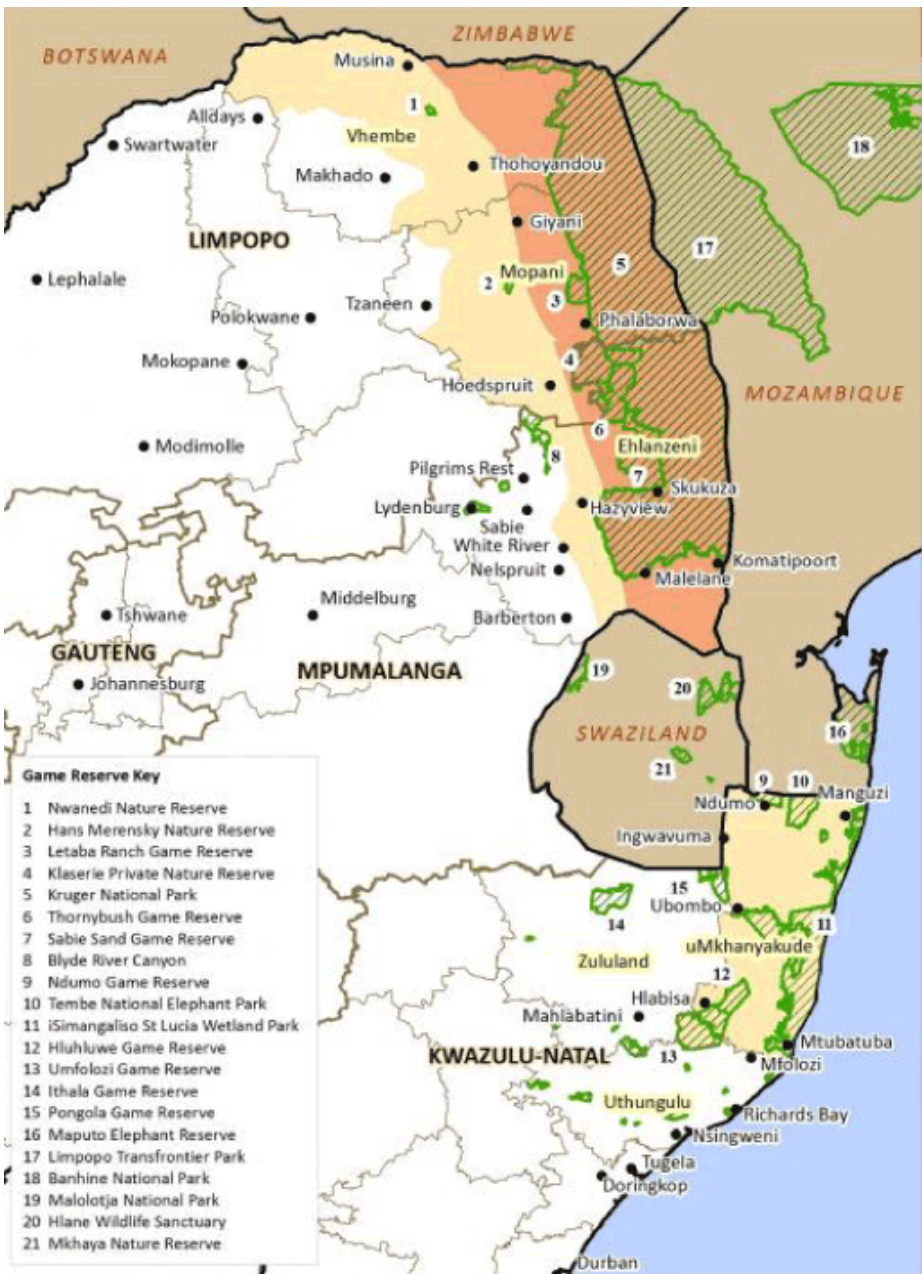 ZIMBABWE
BOTSWANA
Musina
1
Alldays
Vhembe
Swartwater
18
Makhado
Thohoyandou
Giyani
LIMPOPO
17
5
Mopani
Lephalale
2
3
Tzaneen
Polokwane
Phalaborwa
4
Mokopane
Hoedspruit
MOZAMBIQUE
6
Modimolle
Ehlanzeni
8
Pilgrims Rest
7
Skukuza
Lydenburg
Hazyview
Sabie
White River
Komatipoort
Nelspruit
Malelane
Middelburg
Tshwane
Barberton
GAUTENG
MPUMALANGA
19
Johannesburg
20
SWAZILAND
16
21
9
10
Ndumo
Manguzi
Ingwavuma
15
Ubombo
14
11
uMkhanyakude
Zululand
12
Hlabisa
Mahlabatini
Mtubatuba
KWAZULU-NATAL
13
Mfolozi
Uthungulu
Richards Bay
Nsingweni
Tugela
Doringkop
Durban
Game Reserve Key
1 Nwanedi Nature Reserve
2 Hans Merensky Nature Reserve
3 Letaba Ranch Game Reserve
4 Klaserie Private Nature Reserve
5 Kruger National Park
6 Thornybush Game Reserve
7 Sabie Sand Game Reserve
8 Blyde River Canyon
9 Ndumo Game Reserve
10 Tembe National Elephant Park
11 iSimangaliso St Lucia Wetland Park
12 Hluhluwe Game Reserve
13 Umfolozi Game Reserve
14 Ithala Game Reserve
15 Pongola Game Reserve
16 Maputo Elephant Reserve
17 Limpopo Transfrontier Park
18 Banhine National Park
19 Malolotja National Park
20 Hlane Wildlife Sanctuary
21 Mkhaya Nature Reserve